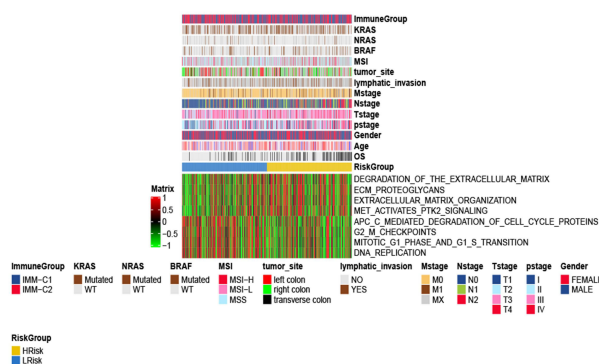 ImmuneGroup
KRAS
NRAS
BRAF
MSI
tumor_site
lymphatic_invasion
Mstage
Nstage
Tstage
pstage
Gender
Age
OS
RiskGroup
DEGRADATION_OF_THE_EXTRACELLULAR_MATRIX
ECM_PROTEOGLYCANS
EXTRACELLULAR_MATRIX_ORGANIZATION
MET_ACTIVATES_PTK2_SIGNALING
APC_C_MEDIATED_DEGRADATION_OF_CELL_CYCLE_PROTEINS
G2_M_CHECKPOINTS
MITOTIC_G1_PHASE_AND_G1_S_TRANSITION
DNA_REPLICATION
Matrix
1
0.5
0
-0.5
-1
ImmuneGroup KRAS NRAS BRAF MSI tumor_site lymphatic_invasion Mstage Nstage Tstage pstage Gender
IMM-C1 Mutated Mutated Mutated MSI-H left colon NO M0 N0 T1 I FEMALE
IMM-C2 WT WT WT MSI-L right colon YES M1 N1 T2 II MALE
MSS transverse colon MX N2 T3 III
T4 IV
RiskGroup
HRisk
LRisk